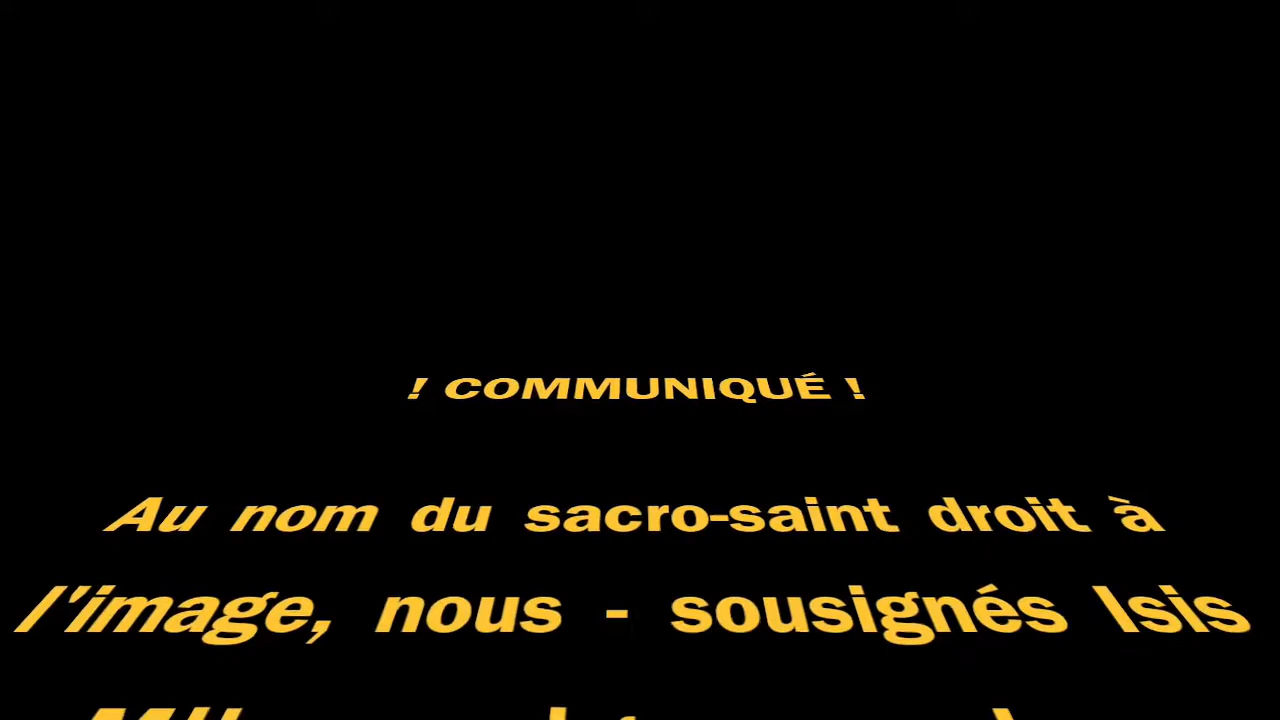 ! COMMUNIQUÉ !
Au nom du sacro-saint droit à
l'image, nous - sousignés Isis